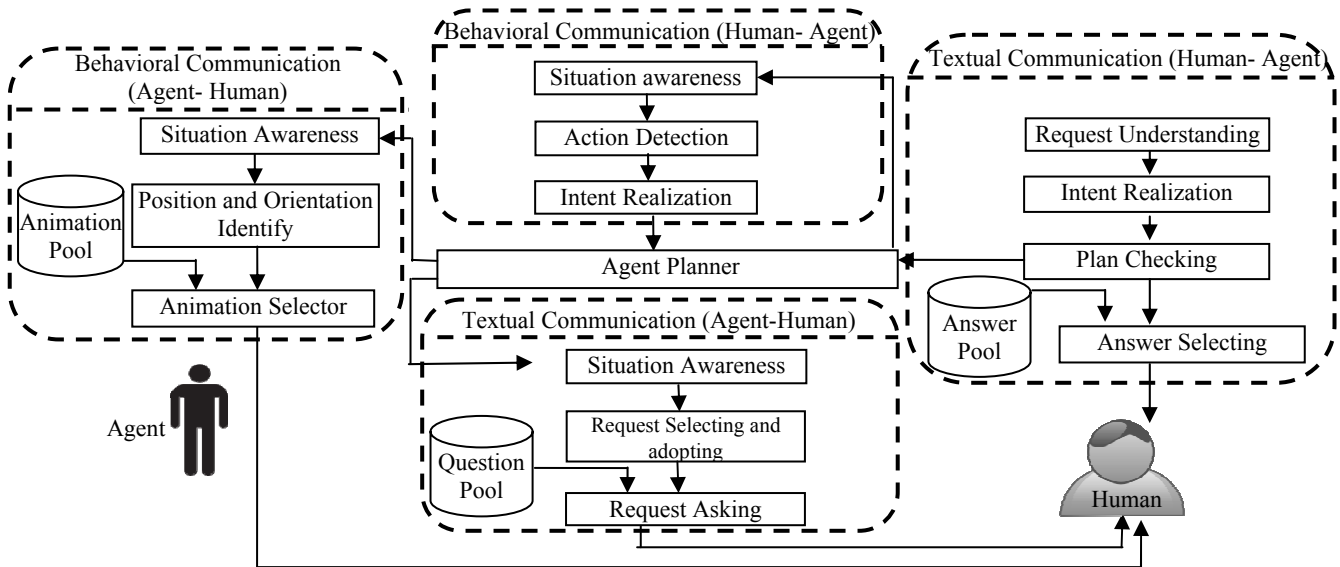 Behavioral Communication
(Agent- Human)
Situation Awareness
Position and Orientation
Identify
Animation
Pool
Animation Selector
Agent
Behavioral Communication (Human- Agent)
Situation awareness
Action Detection
Intent Realization
Agent Planner
Textual Communication (Agent-Human)
Situation Awareness
Request Selecting and
adopting
Question
Pool
Request Asking
Textual Communication (Human- Agent)
Request Understanding
Intent Realization
Plan Checking
Answer
Pool
Answer Selecting
Human